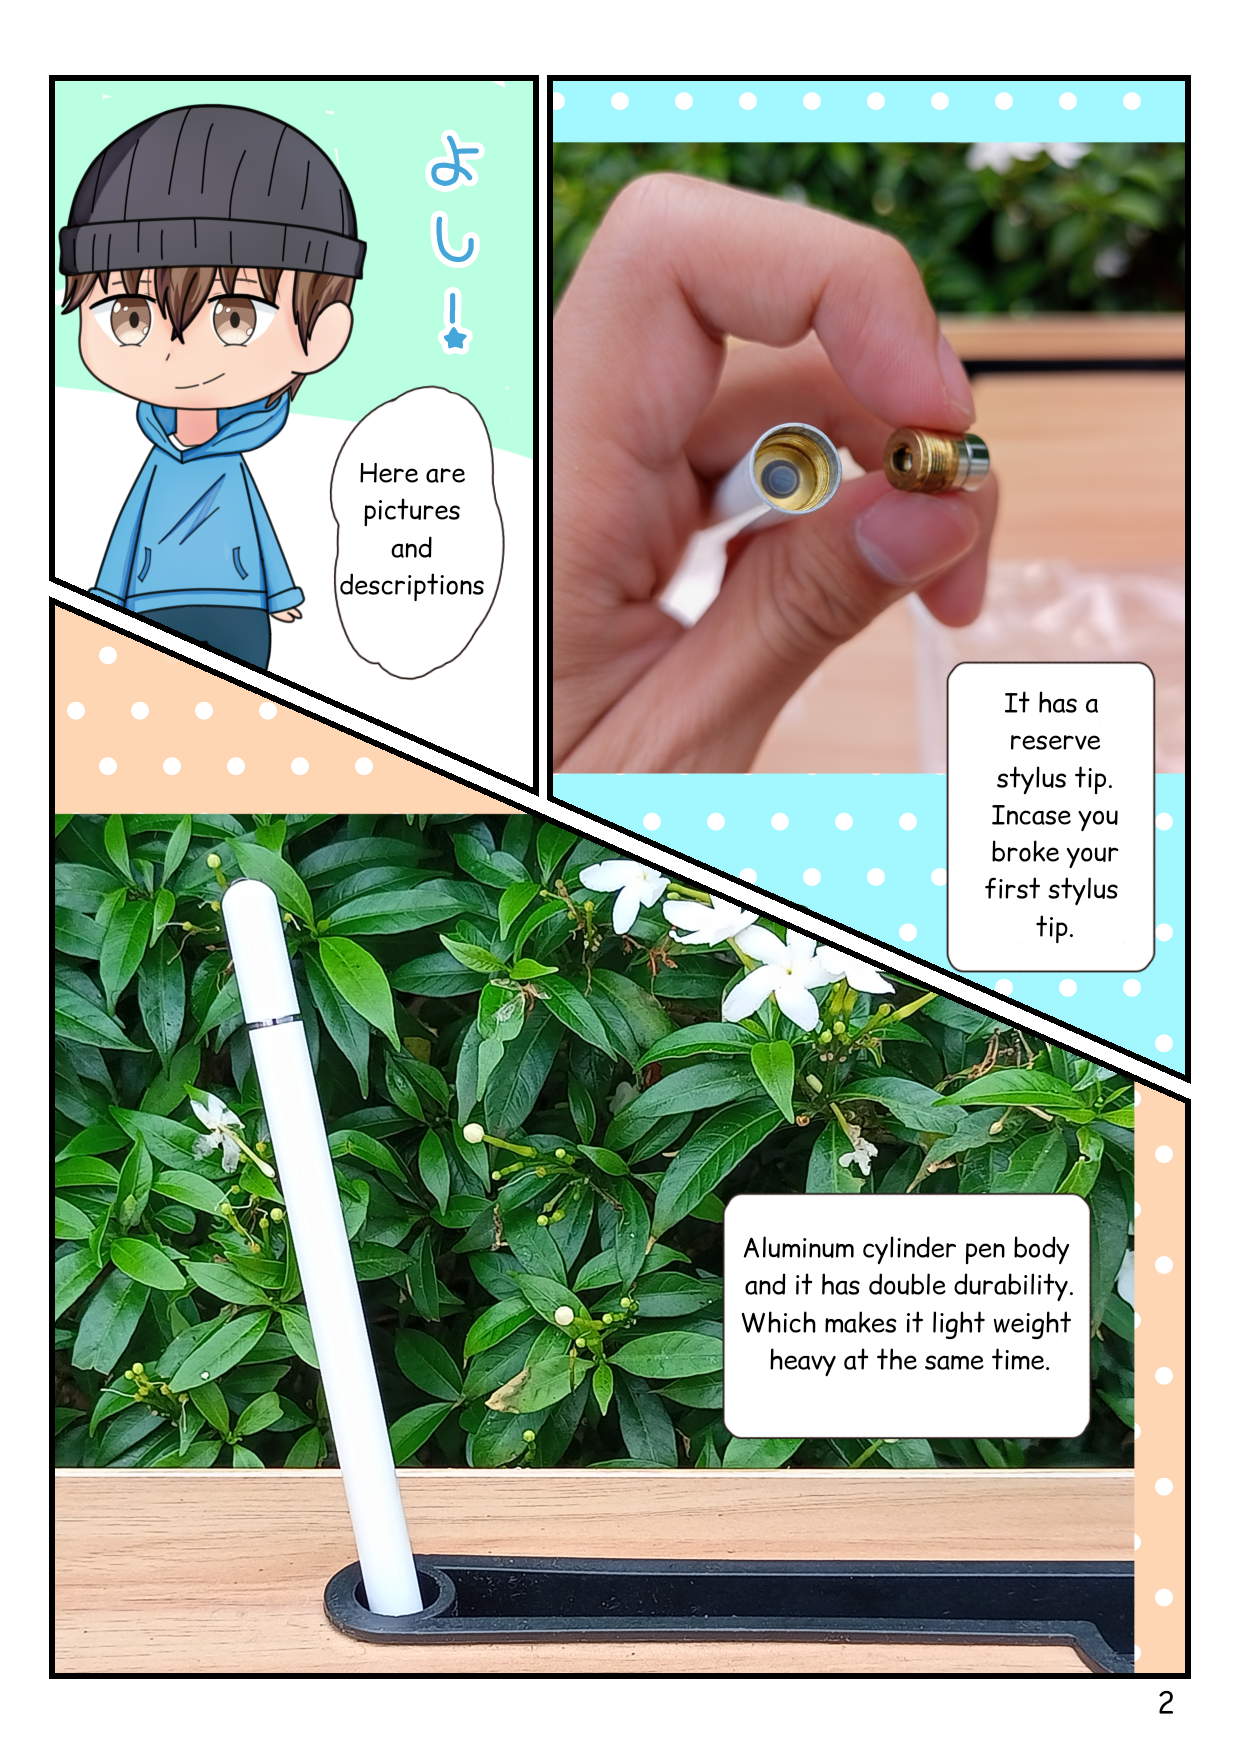 よし!
Here are
pictures
and
descriptions
It has a
reserve
stylus tip.
Incase you
broke your
first stylus
tip.
Aluminum cylinder pen body
and it has double durability.
Which makes it light weight
heavy at the same time.
2